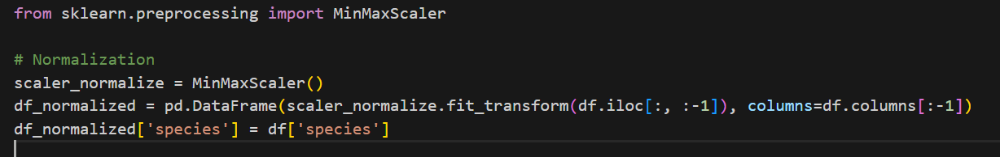 from sklearn.preprocessing import MinMaxScaler
# Normalization
scaler_normalize = MinMaxScaler()
df_normalized = pd.DataFrame(scaler_normalize.fit_transform(df.iloc[:, :-1]), columns=df.columns[:-1])
df_normalized['species'] = df['species']